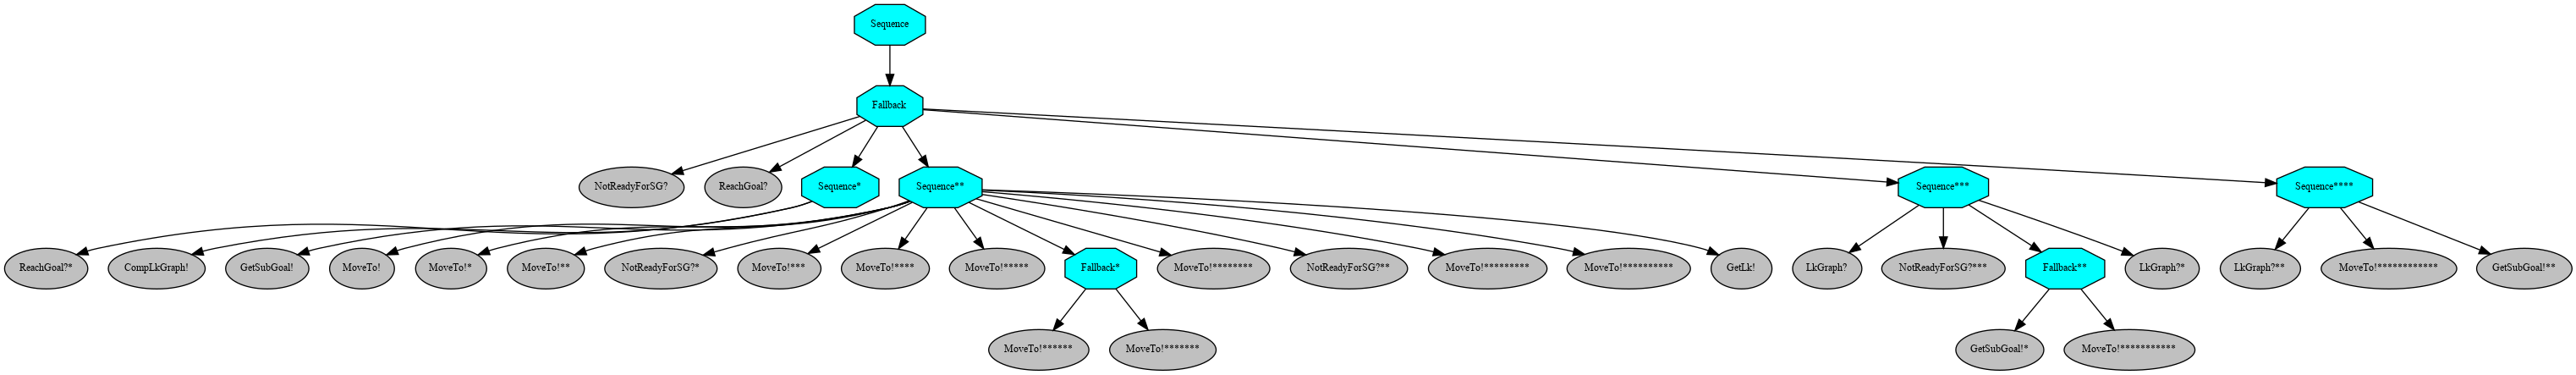 Sequence
Fallback
NotReadyForSG?
ReachGoal?
Sequence*
Sequence**
Sequence***
Sequence****
ReachGoal?*
CompLkGraph!
GetSubGoal!
MoveTo!
MoveTo!*
MoveTo!**
NotReadyForSG?*
MoveTo!***
MoveTo!****
MoveTo!*****
Fallback*
MoveTo!********
NotReadyForSG?**
MoveTo!*********
MoveTo!**********
GetLk!
LkGraph?
NotReadyForSG?***
Fallback**
LkGraph?*
LkGraph?**
MoveTo!************
GetSubGoal!**
MoveTo!******
MoveTo!*******
GetSubGoal!*
MoveTo!***********